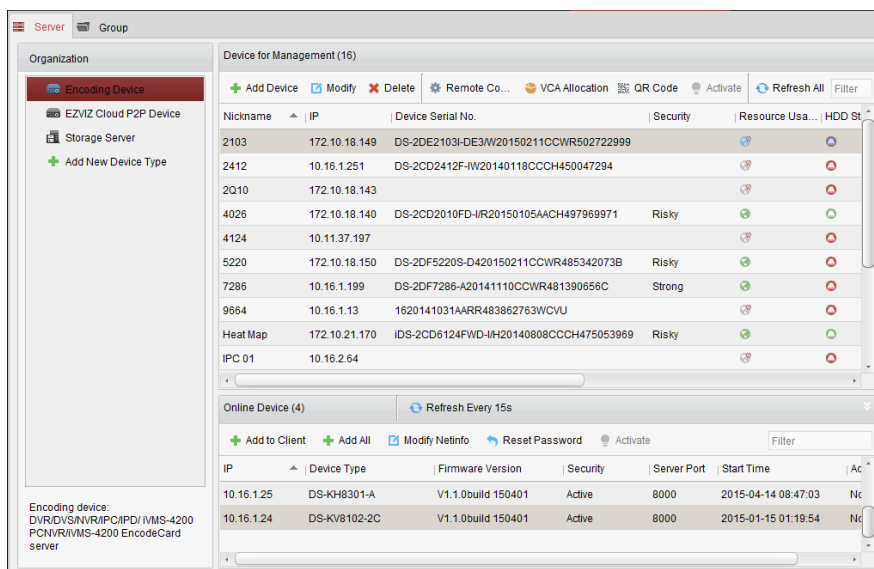 Server Group
Organization
Encoding Device
EZVIZ Cloud P2P Device
Storage Server
Add New Device Type
Encoding device:
DVR/DVS/NVR/IPC/IPD/ iVMS-4200
PCNVR/iVMS-4200 EncodeCard
server
Device for Management (16)
Add Device Modify Delete Remote Co... VCA Allocation QR Code Activate Refresh All Filter
Nickname IP Device Serial No. Security Resource Usa... HDD St
2103 172.10.18.149 DS-2DE2103I-DE3/W20150211CCWR502722999
2412 10.16.1.251 DS-2CD2412F-IW20140118CCCH450047294
2Q10 172.10.18.143
4026 172.10.18.140 DS-2CD2010FD-I/R20150105AACH497969971 Risky
4124 10.11.37.197
5220 172.10.18.150 DS-2DF5220S-D420150211CCWR485342073B Risky
7286 10.16.1.199 DS-2DF7286-A20141110CCWR481390656C Strong
9664 10.16.1.13 1620141031AARR483862763WCVU
Heat Map 172.10.21.170 iDS-2CD6124FWD-I/H20140808CCCH475053969 Risky
IPC 01 10.16.2.64
Online Device (4) Refresh Every 15s
Add to Client Add All Modify Netinfo Reset Password Activate Filter
IP Device Type Firmware Version Security Server Port Start Time Ad
10.16.1.25 DS-KH8301-A V1.1.0build 150401 Active 8000 2015-04-14 08:47:03 No
10.16.1.24 DS-KV8102-2C V1.1.0build 150401 Active 8000 2015-01-15 01:19:54 No